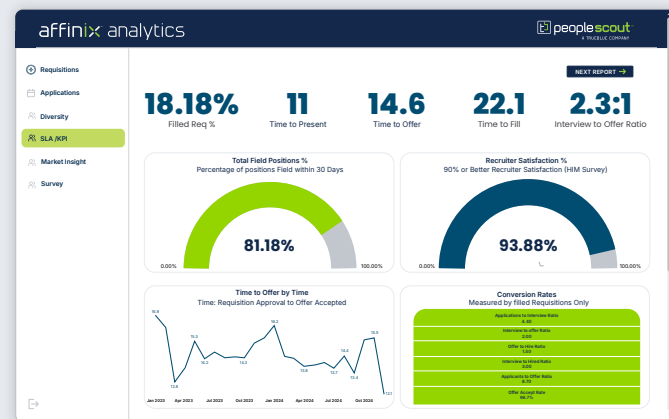 affinix analytics
peoplescout
A TRUEBLUE COMPANY
NEXT REPORT →
Requisitions
Applications
Diversity
SLA /KPI
Market Insight
Survey
18.18%
Filled Req %
11
Time to Present
14.6
Time to Offer
22.1
Time to Fill
2.3:1
Interview to Offer Ratio
Total Field Positions %
Percentage of positions Field within 30 Days
81.18%
0.00%
100.00%
Recruiter Satisfaction %
90% or Better Recruiter Satisfaction (HIM Survey)
93.88%
0.00%
100.00%
Time to Offer by Time
Time: Requisition Approval to Offer Accepted
Jan 2023 Apr 2023 Jul 2023 Oct 2023 Jan 2024 Apr 2024 Jul 2024 Oct 2024
Conversion Rates
Measured by filled Requisitions Only
Applications to Interview Ratio
Interview to offer Ratio
Offer to Hire Ratio
Interview to Hired Ratio
Applicants to Offer Ratio
Offer Accept Rate